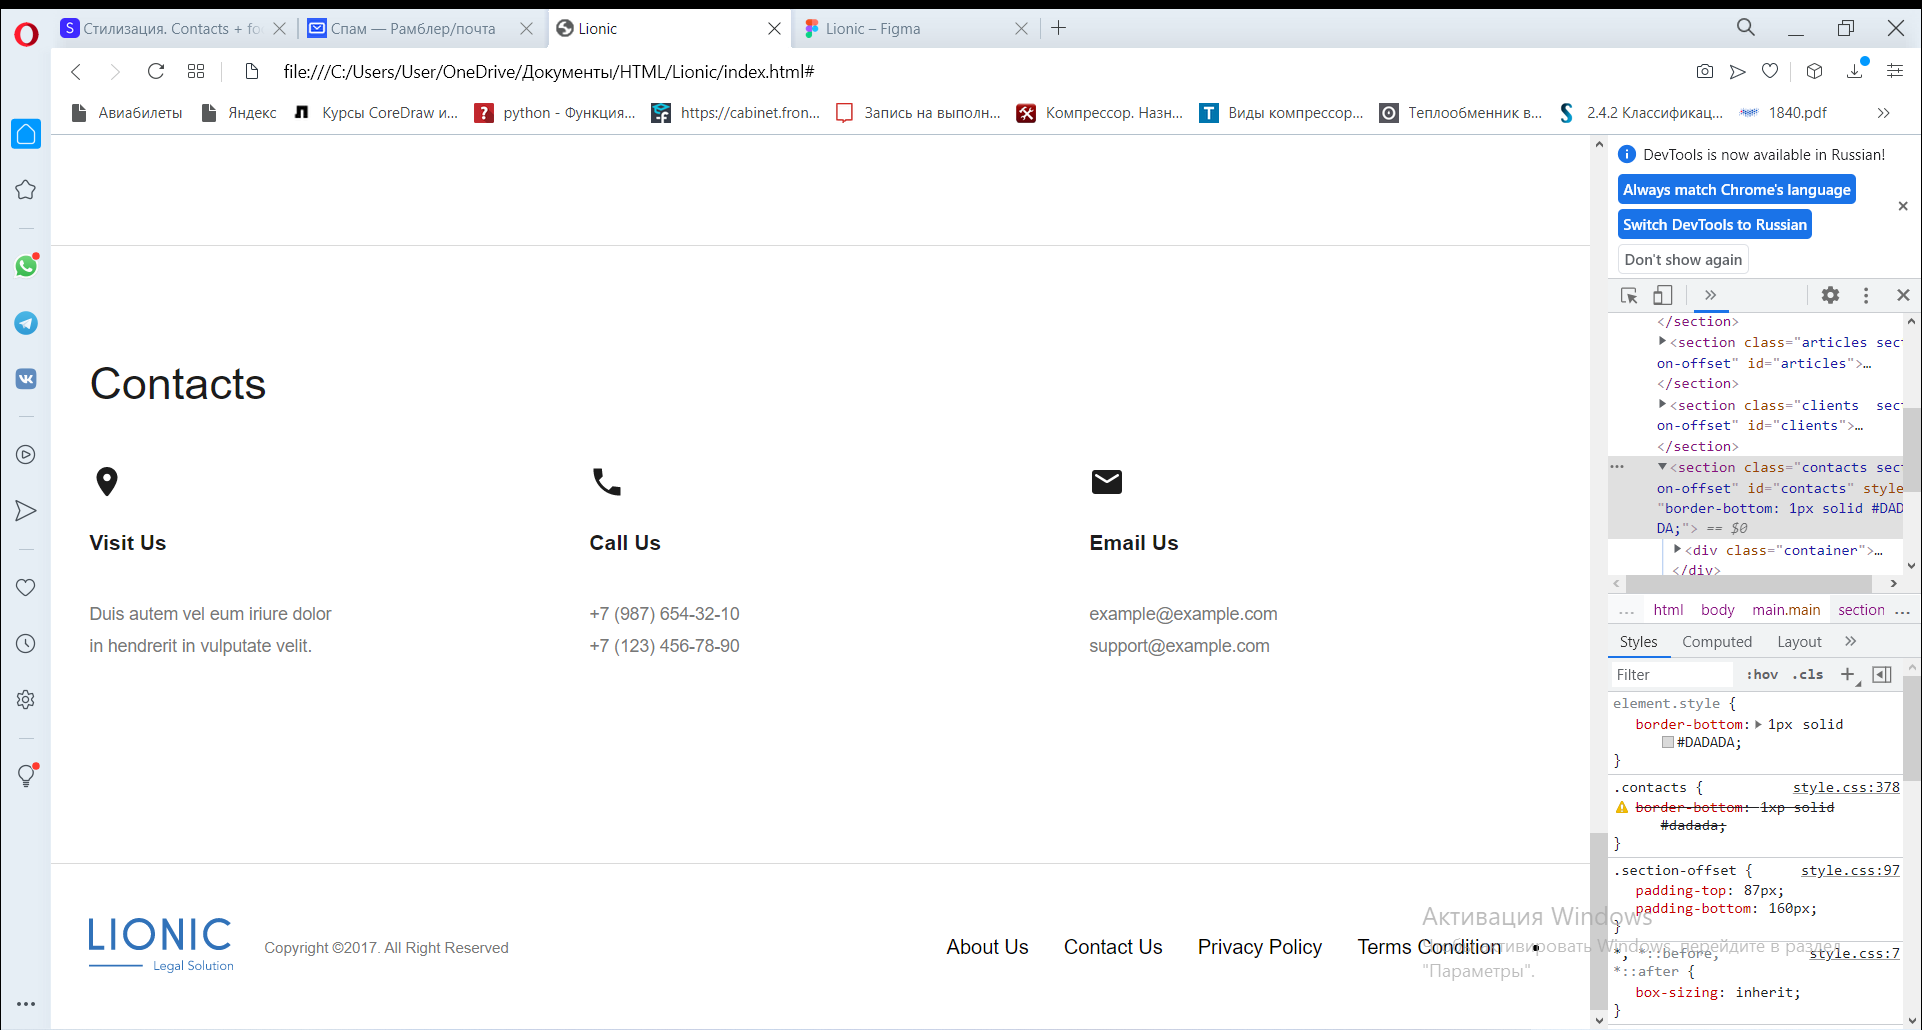 Стилизация. Contacts + fo
Спам — Рамблер/почта
Lionic
Lionic – Figma
file:///C:/Users/User/OneDrive/Документы/HTML/Lionic/index.html#
Авиабилеты
Яндекс
Курсы CoreDraw и...
python - Функция...
https://cabinet.fron...
Запись на выполн...
Компрессор. Назн...
Виды компрессор...
Теплообменник в...
2.4.2 Классификац...
1840.pdf
Contacts
Visit Us
Call Us
Email Us
Duis autem vel eum iriure dolor
+7 (987) 654-32-10
example@example.com
in hendrerit in vulputate velit.
+7 (123) 456-78-90
support@example.com
LIONIC
Legal Solution
Copyright ©2017. All Right Reserved
About Us
Contact Us
Privacy Policy
Terms Condition
DevTools is now available in Russian!
Always match Chrome's language
Switch DevTools to Russian
Don't show again
</section>
<section class="articles sec
on-offset" id="articles">…
</section>
<section class="clients  sec
on-offset" id="clients">…
</section>
<section class="contacts sec
on-offset" id="contacts" style
"border-bottom: 1px solid #DAD
DA;"> == $0
<div class="container">…
</div>
... html body main.main section ...
Styles Computed Layout
Filter :hov .cls
element.style {
border-bottom: 1px solid
#DADADA;
}
.contacts { style.css:378
border-bottom: 1xp solid
#dadada;
}
.section-offset { style.css:97
padding-top: 87px;
padding-bottom: 160px;
}
*, *::before, style.css:7
*::after {
box-sizing: inherit;
}
Активация Windows
Чтобы активировать Windows, перейдите в раздел
"Параметры".